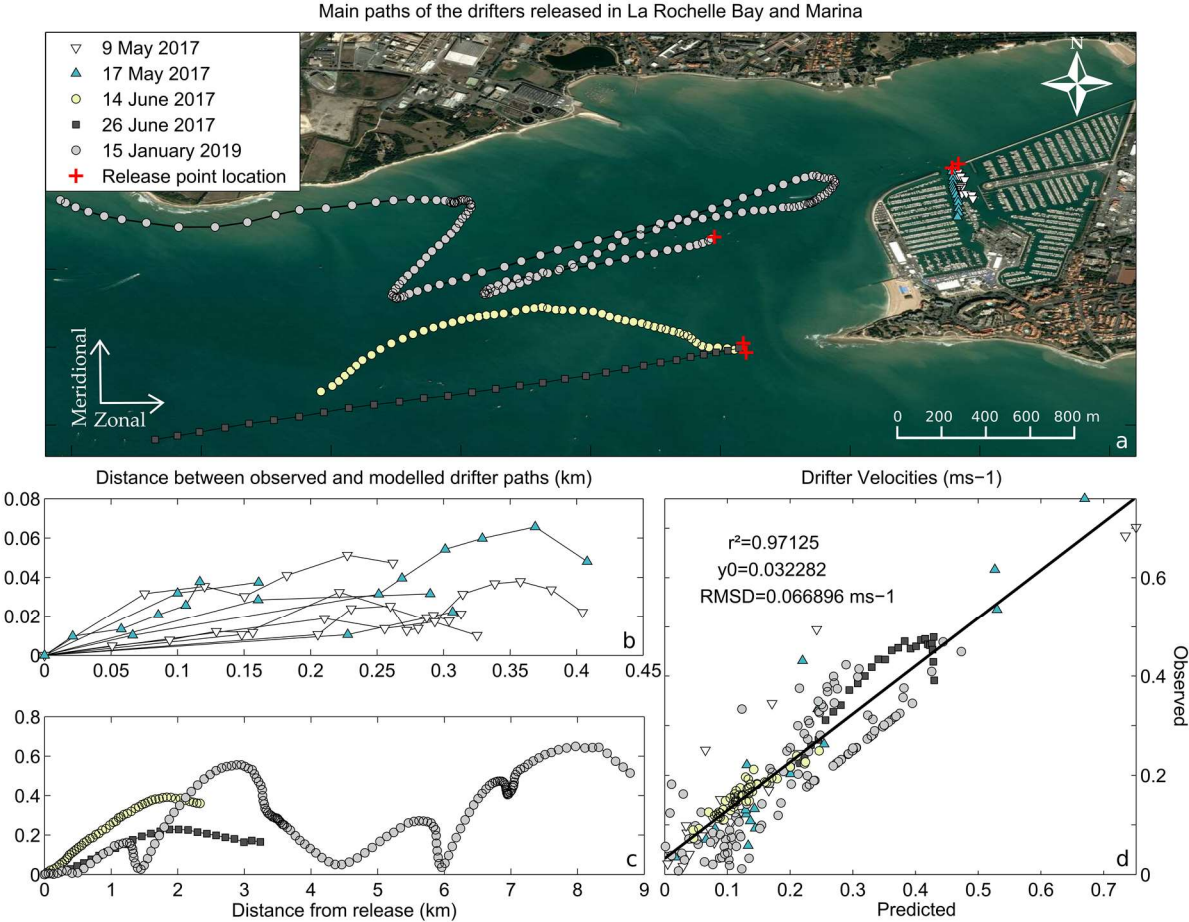 Main paths of the drifters released in La Rochelle Bay and Marina
9 May 2017
17 May 2017
14 June 2017
26 June 2017
15 January 2019
Release point location
N
Meridional
Zonal
0 200 400 600 800 m
a
Distance between observed and modelled drifter paths (km)
0.08
0.06
0.04
0.02
0
0 0.05 0.1 0.15 0.2 0.25 0.3 0.35 0.4 0.45
b
0.8
0.6
0.4
0.2
0
0 1 2 3 4 5 6 7 8 9
c
Distance from release (km)
Drifter Velocities (ms−1)
r²=0.97125
y0=0.032282
RMSD=0.066896 ms−1
0.6
0.4
0.2
0
Observed
0 0.1 0.2 0.3 0.4 0.5 0.6 0.7
d
Predicted